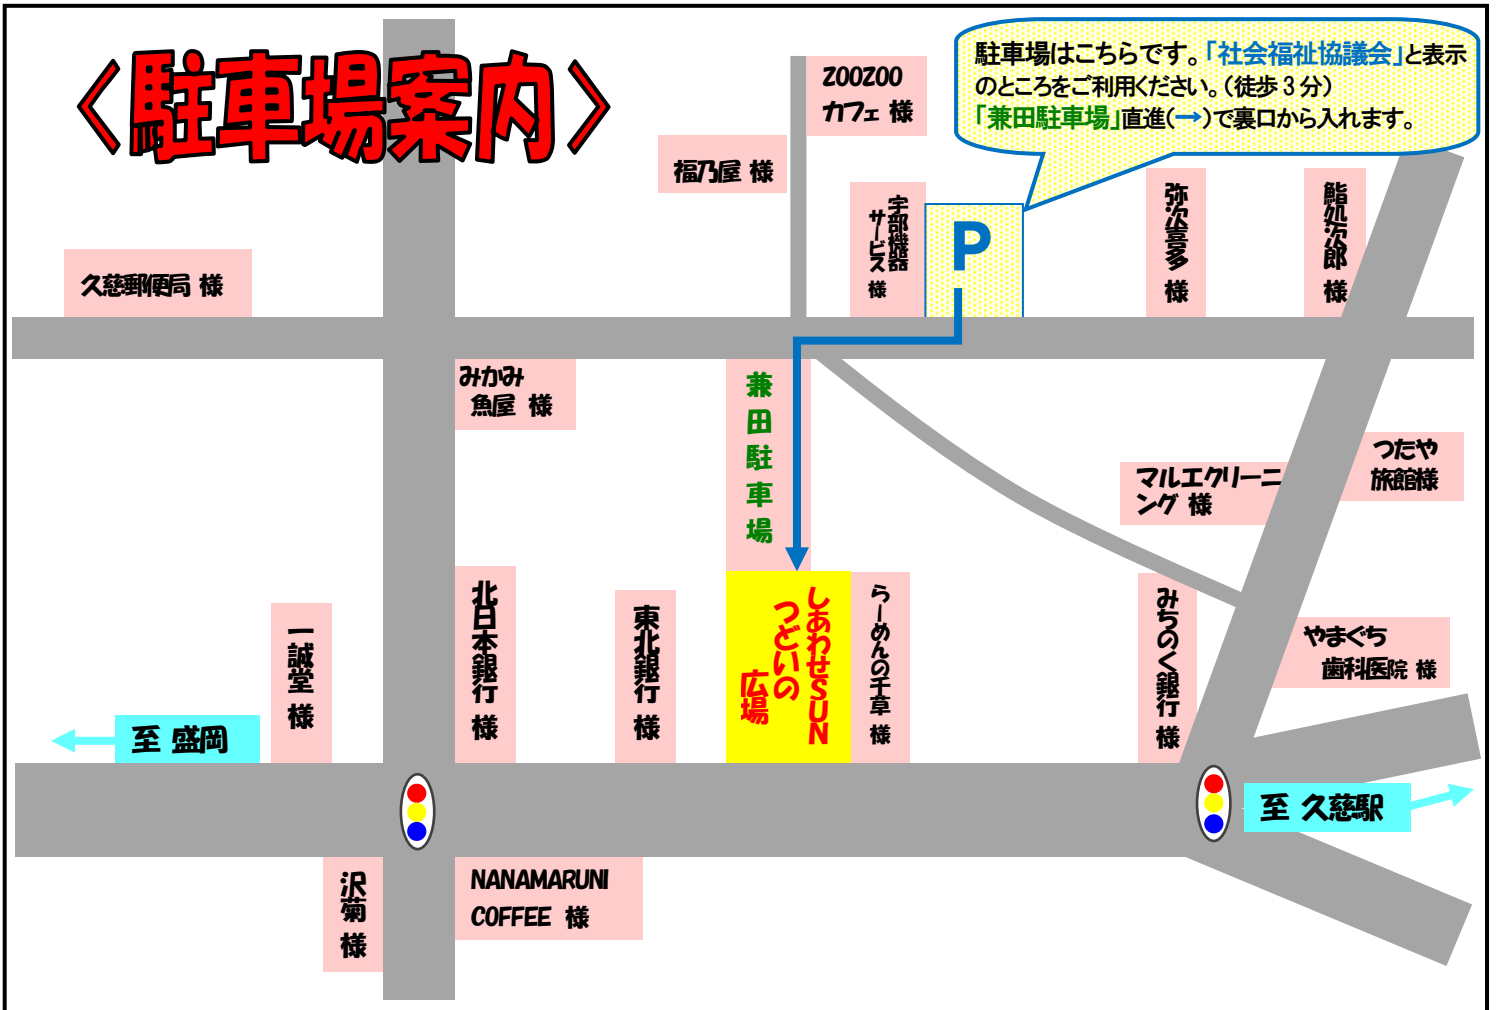 〈駐車場案内〉
駐車場はこちらです。「社会福祉協議会」と表示
のところをご利用ください。（徒歩3分）
「兼田駐車場」直進(→)で裏口から入れます。
ZOOZOO
カフェ 様
福乃屋 様
宇部機器
サービス 様
P
弥次喜多 様
鮨処次郎 様
久慈郵便局 様
みかみ
魚屋 様
兼田駐車場
つたや
旅館様
マルエクリーニ
ング 様
一誠堂 様
北日本銀行 様
東北銀行 様
しあわせSUN
つどいの
広場
らーめんの千草 様
みちのく銀行 様
やまぐち
歯科医院 様
至 盛岡
至 久慈駅
沢菊 様
NANAMARUNI
COFFEE 様